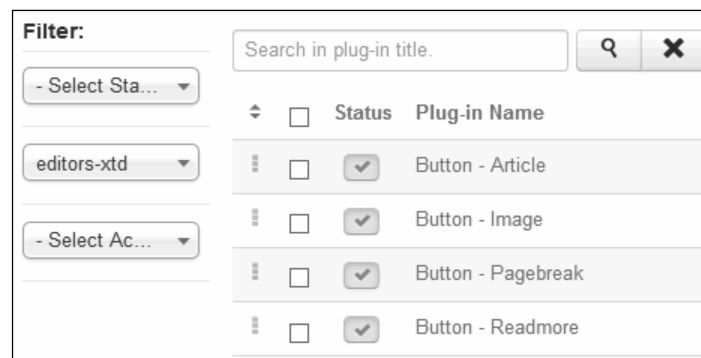 Filter:
Search in plug-in title.
- Select Sta...
Status Plug-in Name
editors-xtd
Button - Article
Button - Image
- Select Ac...
Button - Pagebreak
Button - Readmore